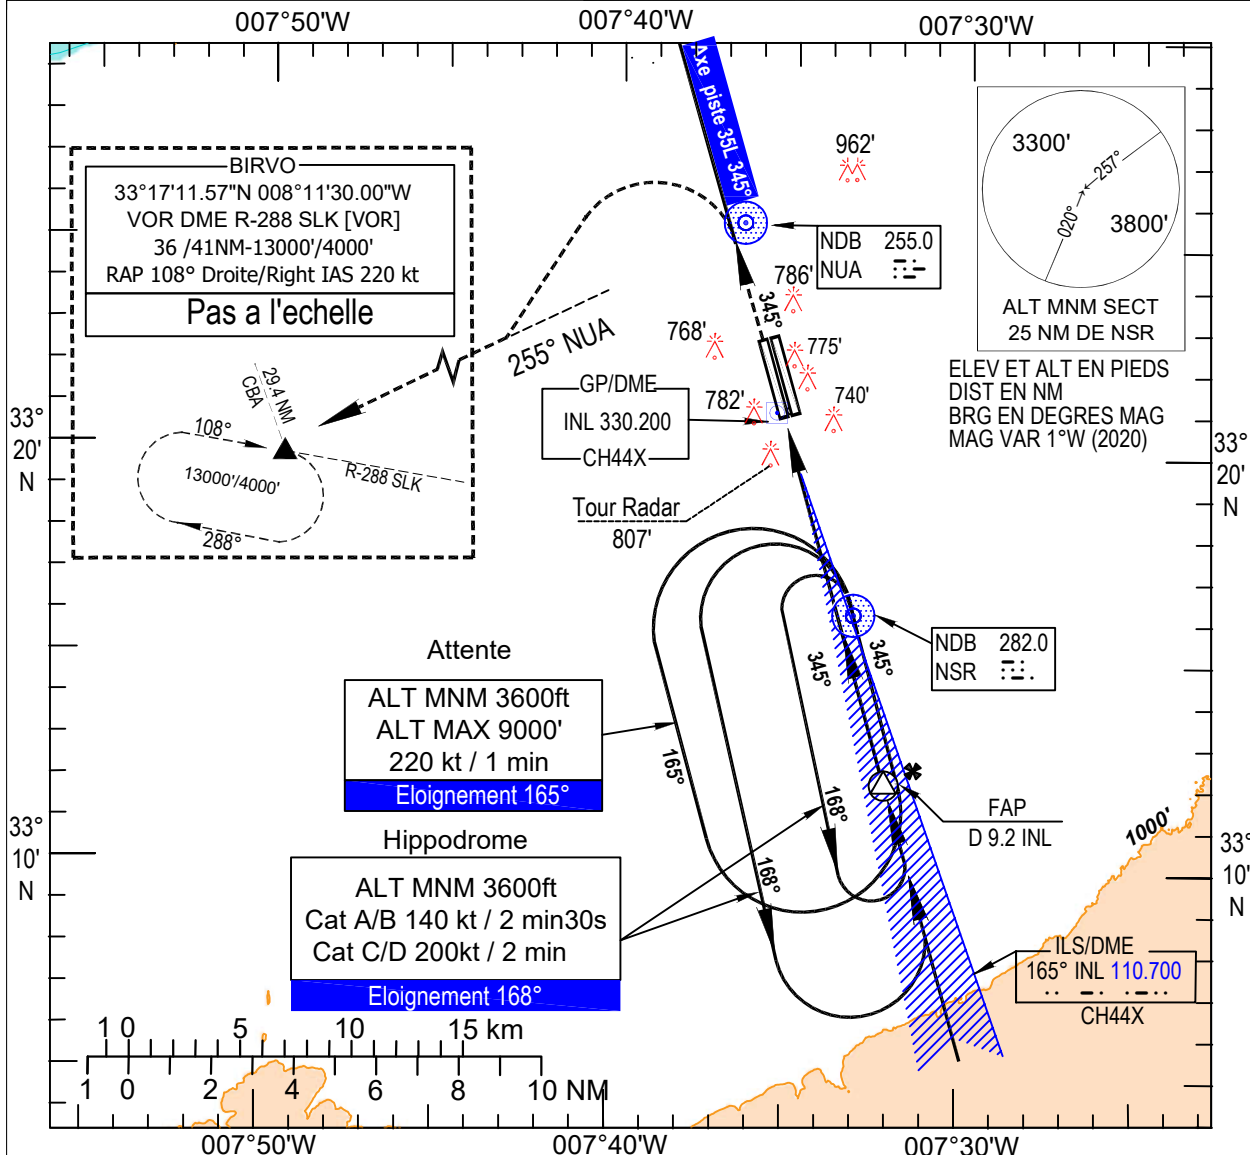 007°50'W
007°40'W
007°30'W
BIRVO
33°17'11.57"N 008°11'30.00"W
VOR DME R-288 SLK [VOR]
36 /41NM-13000'/4000'
RAP 108° Droite/Right IAS 220 kt
Pas a l'echelle
29.4 NM
CBA
108°
13000'/4000'
R-288 SLK
288°
255° NUA
Axe piste 35L 345°
962'
NDB 255.0
NUA
3300'
257°
020°
3800'
ALT MNM SECT
25 NM DE NSR
ELEV ET ALT EN PIEDS
DIST EN NM
BRG EN DEGRES MAG
MAG VAR 1°W (2020)
786'
345°
768'
775'
782'
740'
GP/DME
INL 330.200
CH44X
Tour Radar
807'
33°
20'
N
33°
20'
N
NDB 282.0
NSR
345°
345°
Attente
ALT MNM 3600ft
ALT MAX 9000'
220 kt / 1 min
Eloignement 165°
165°
168°
168°
Hippodrome
ALT MNM 3600ft
Cat A/B 140 kt / 2 min30s
Cat C/D 200kt / 2 min
Eloignement 168°
FAP
D 9.2 INL
1000'
33°
10'
N
33°
10'
N
ILS/DME
165° INL 110.700
CH44X
1 0 5 10 15 km
1 0 2 4 6 8 10 NM
007°50'W
007°40'W
007°30'W